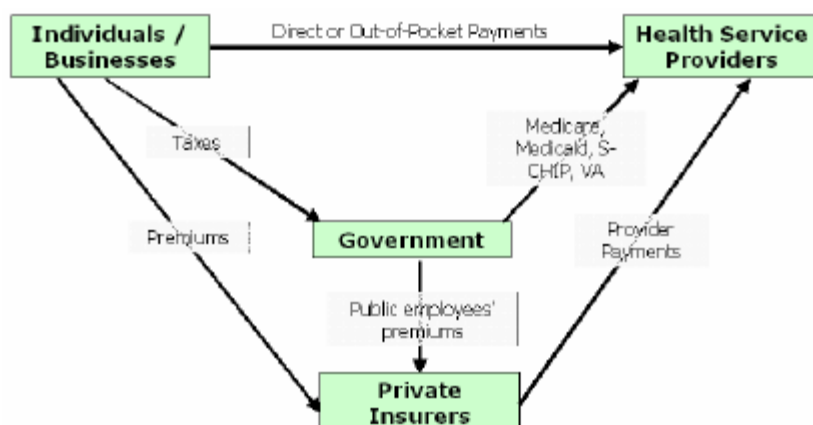 Individuals /
Businesses
Direct or Out-of-Pocket Payments
Health Service
Providers
Taxes
Medicare,
Medicaid, S-
CHIP, VA
Premiums
Government
Provider
Payments
Public employees'
premiums
Private
Insurers